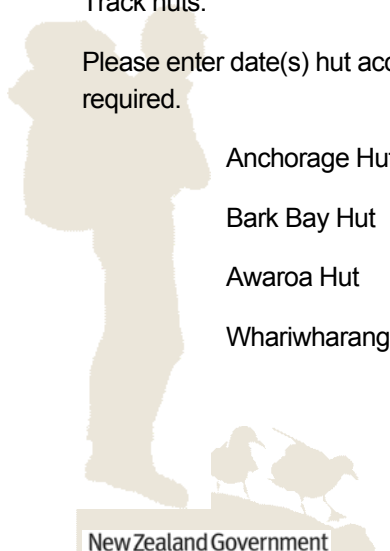 Track huts.
Please enter date(s) hut acc
required.
Anchorage Hut
Bark Bay Hut
Awaroa Hut
Whariwharang
New Zealand Government